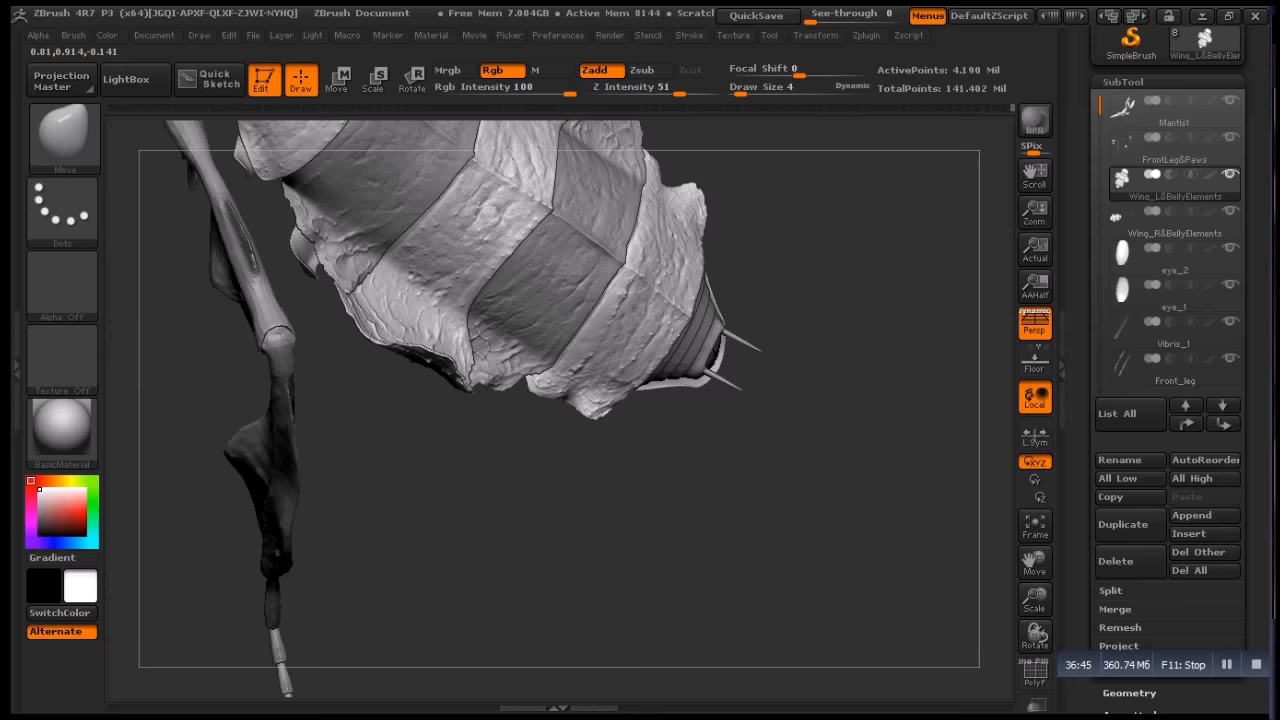 ZBrush 4R7 P3 (x64)[JGQI-APXF-QLXF-ZJWI-NYHQ] ZBrush Document • Free Mem 7.004GB • Active Mem 8144 • Scratcl QuickSave See-through 0 Menus DefaultZScript
Alpha Brush Color Document Draw Edit File Layer Light Macro Marker Material Movie Picker Preferences Render Stencil Stroke Texture Tool Transform Zplugin Zscript
0.81,0.914,-0.141
Projection
Master
LightBox
Quick
Sketch
Edit
Draw
Move
Scale
Rotate
Mrgb Rgb M
Rgb Intensity 100
Zadd Zsub Zcut
Z Intensity 51
Focal Shift 0
Draw Size 4 Dynamic
ActivePoints: 4.190 Mil
TotalPoints: 141.402 Mil
Move
Dots
Alpha Off
Texture Off
BasicMaterial
Gradient
SwitchColor
Alternate
BPR
SPix
Scroll
Zoom
Actual
AAHalf
Dynamic
Persp
Floor
Local
L.Sym
XYZ
Frame
Move
Scale
Rotate
PolyF
8
SimpleBrush
Wing_L&BellyEler
SubTool
Mantis1
FrontLeg&Paws
Wing_L&BellyElements
Wing_R&BellyElements
eye_2
eye_1
Vibris_1
Front_leg
List All
Rename AutoReorder
All Low All High
Copy Paste
Duplicate
Append
Insert
Delete
Del Other
Del All
Split
Merge
Remesh
Project
36:45 360.74Мб F11: Stop
Geometry